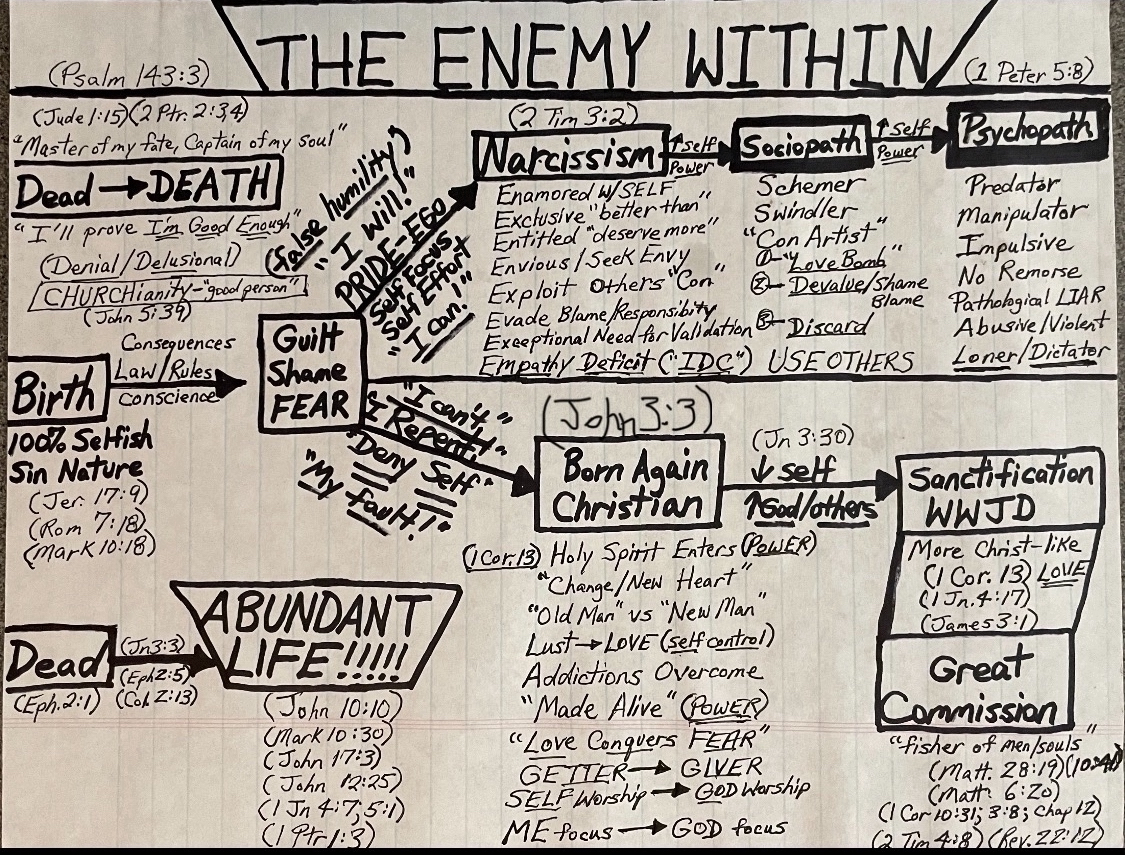 THE ENEMY WITHIN
(Psalm 143:3)
(1 Peter 5:8)
(Jude 1:15)(2 Ptr. 2:3,4)
"Master of my fate, Captain of my soul"
Dead → DEATH
"I'll prove I'm Good Enough"
(Denial/Delusional)
CHURCHianity-"good person"
(John 5:39)
Birth
100% Selfish
Sin Nature
(Jer. 17:9)
(Rom 7:18)
(Mark 10:18)
Consequences
Law/Rules
conscience
Guilt
Shame
FEAR
(false humility)
"I will!"
PRIDE-EGO
Self Focus
Self Effort
"I can!"
(2 Tim 3:2)
Narcissism
Enamored w/SELF
Exclusive "better than"
Entitled "deserve more"
Envious/Seek Envy
Exploit Others "Con"
Evade Blame/Responsibity
Exceptional Need for Validation
Empathy Deficit ("IDC")
↑ Self
Power
Sociopath
Schemer
Swindler
"Con Artist"
①-"Love Bomb"
②- Devalue/Shame
Blame
③- Discard
USE OTHERS
↑ Self
Power
Psychopath
Predator
Manipulator
Impulsive
No Remorse
Pathological LIAR
Abusive/Violent
Loner/Dictator
"I can't,"
"I Repent!"
"Deny Self"
"My fault!"
(John 3:3)
Born Again
Christian
(1 Cor. 13) Holy Spirit Enters (POWER)
"Change/New Heart"
"Old Man" vs "New Man"
Lust → LOVE (self control)
Addictions Overcome
"Made Alive" (POWER)
"Love Conquers FEAR"
GETTER → GIVER
SELF Worship → GOD Worship
ME focus → GOD focus
(Jn 3:30)
↓ self
↑ God/others
Sanctification
WWJD
More Christ-like
(1 Cor. 13) LOVE
(1 Jn. 4:17)
(James 3:1)
Great
Commission
"fisher of men/souls"
(Matt. 28:19)
(Matt. 6:20)
(1 Cor 10:31; 3:8; Chap 12)
(2 Tim 4:8) (Rev. 22:12)
Dead
(Eph. 2:1)
(Jn 3:3)
(Eph 2:5)
(Col. 2:13)
ABUNDANT
LIFE!!!!!
(John 10:10)
(Mark 10:30)
(John 17:3)
(John 12:25)
(1 Jn 4:7; 5:1)
(1 Ptr 1:3)